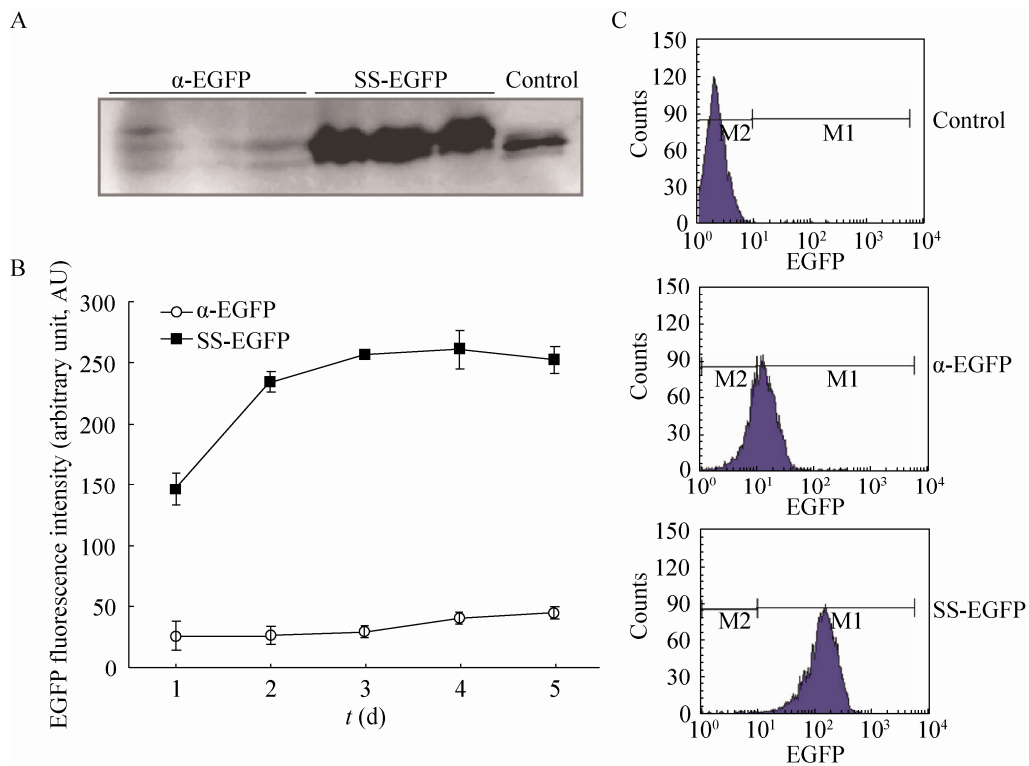 A
α-EGFP SS-EGFP Control
B
EGFP fluorescence intensity (arbitrary unit, AU)
300
250
200
150
100
50
0
α-EGFP
SS-EGFP
1 2 3 4 5
t (d)
C
Counts
150
120
90
60
30
0
M2 M1
Control
10⁰ 10¹ 10² 10³ 10⁴
EGFP
Counts
150
120
90
60
30
0
M2 M1
α-EGFP
10⁰ 10¹ 10² 10³ 10⁴
EGFP
Counts
150
120
90
60
30
0
M2 M1
SS-EGFP
10⁰ 10¹ 10² 10³ 10⁴
EGFP